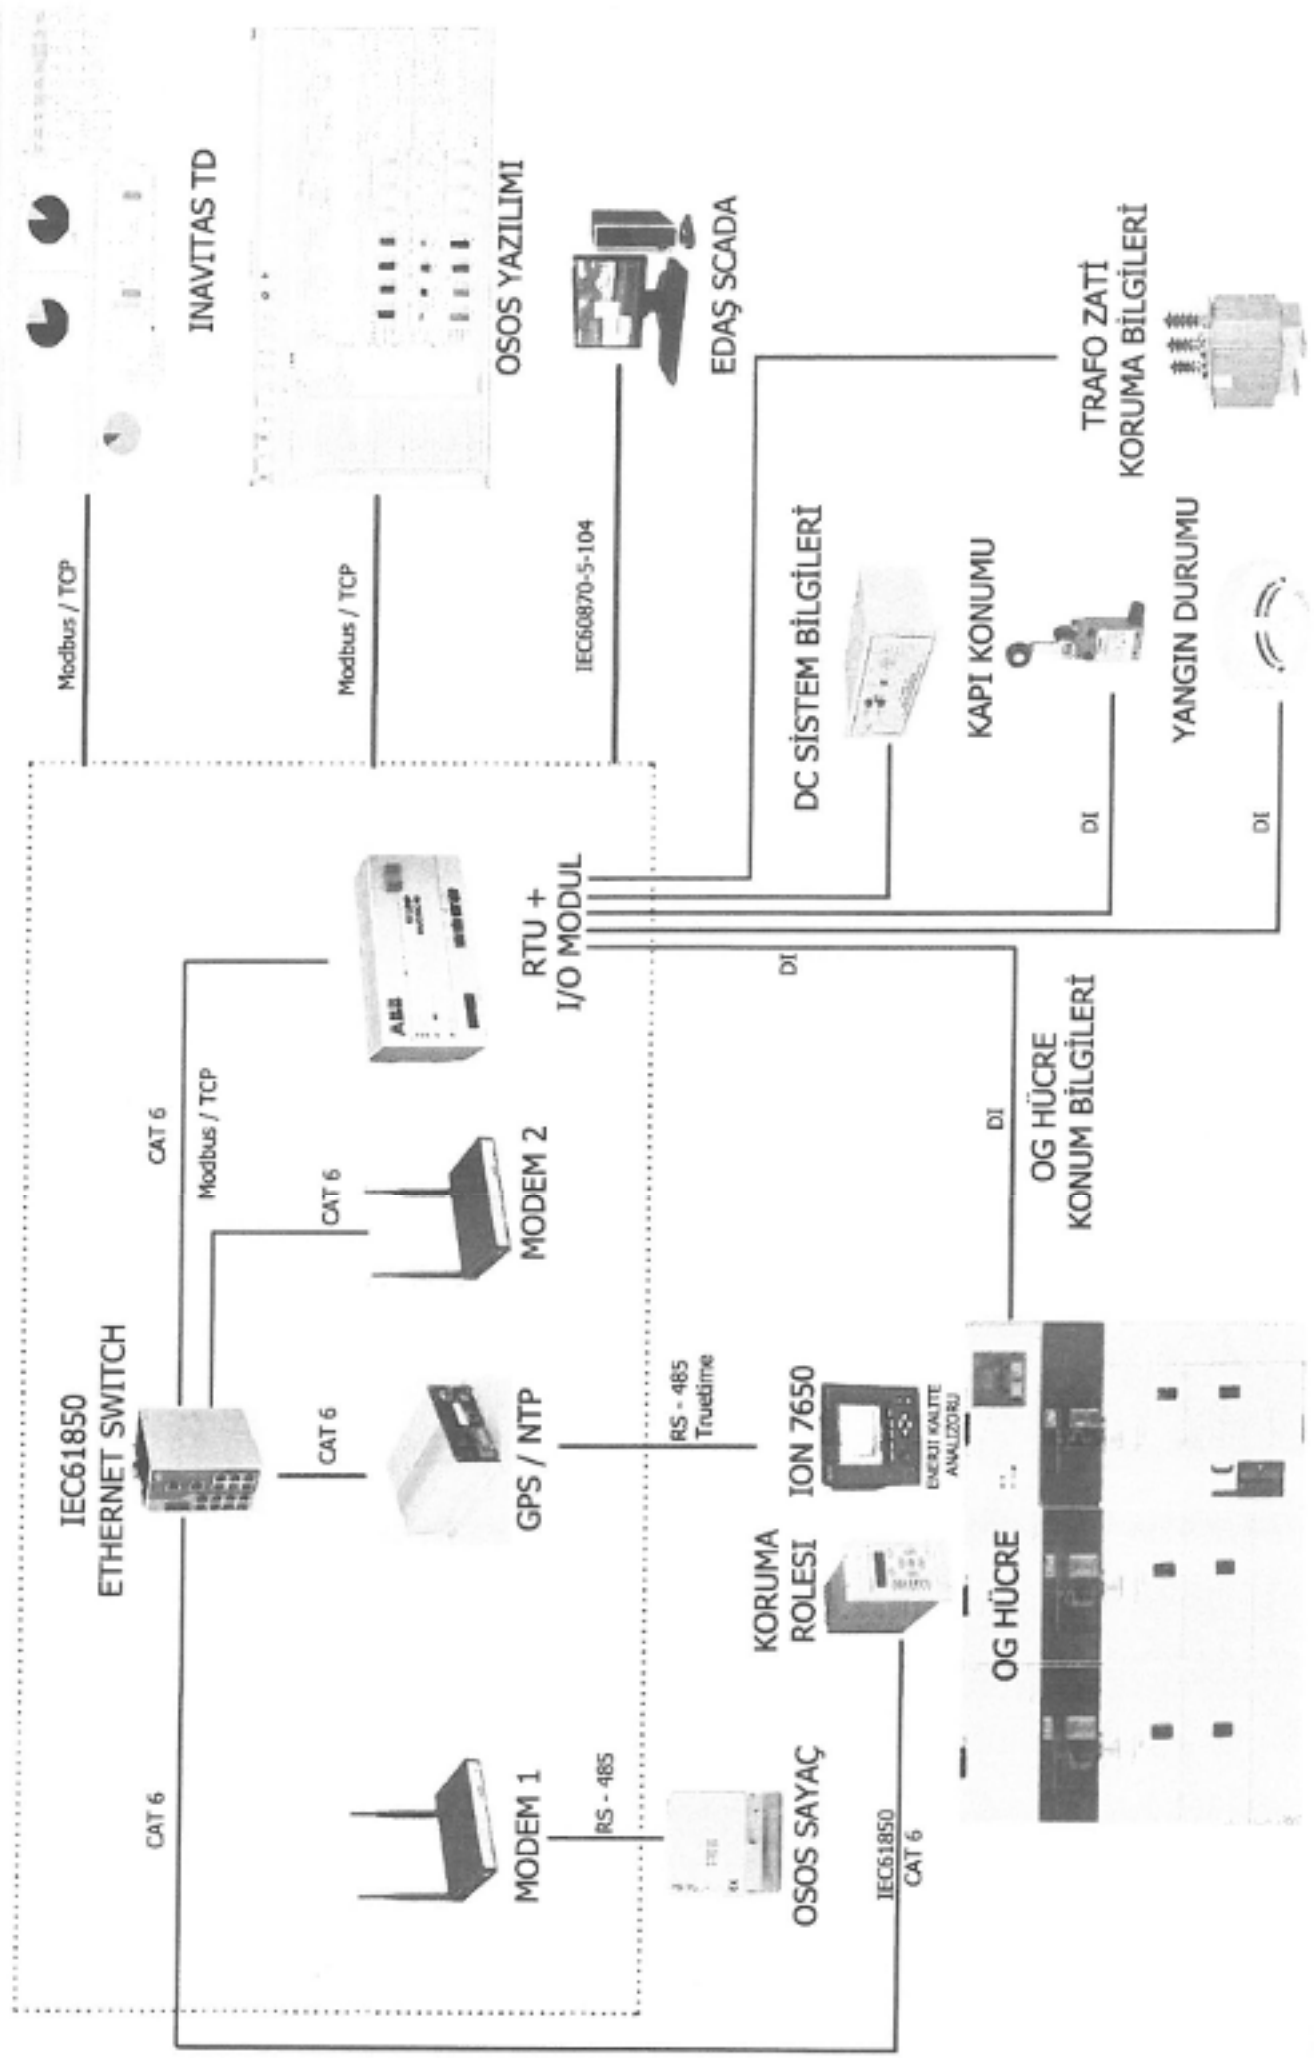 INAVITAS TD
OSOS YAZILIMI
EDAŞ SCADA
Modbus / TCP
Modbus / TCP
IEC60870-5-104
IEC61850
ETHERNET SWITCH
CAT 6
CAT 6
Modbus / TCP
CAT 6
CAT 6
MODEM 1
GPS / NTP
MODEM 2
ABB
RTU +
I/O MODUL
RS - 485
RS - 485
Truetime
DI
OSOS SAYAÇ
KORUMA
ROLESI
ION 7650
ENERJI KALITE
ANALIZORU
IEC61850
CAT 6
OG HÜCRE
DI
OG HÜCRE
KONUM BİLGİLERİ
DC SİSTEM BİLGİLERİ
KAPI KONUMU
DI
YANGIN DURUMU
DI
TRAFO ZATİ
KORUMA BİLGİLERİ